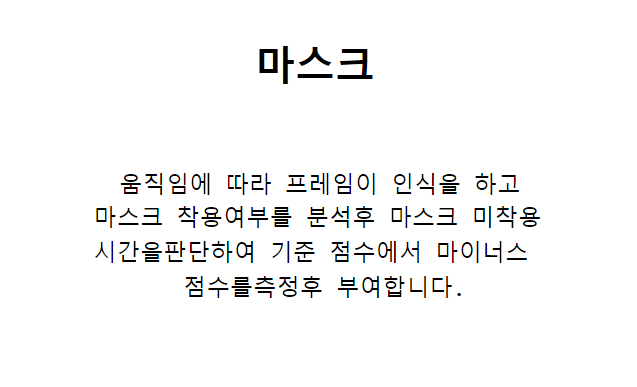 마스크
움직임에 따라 프레임이 인식을 하고
마스크 착용여부를 분석후 마스크 미착용
시간을판단하여 기준 점수에서 마이너스
점수를측정후 부여합니다.